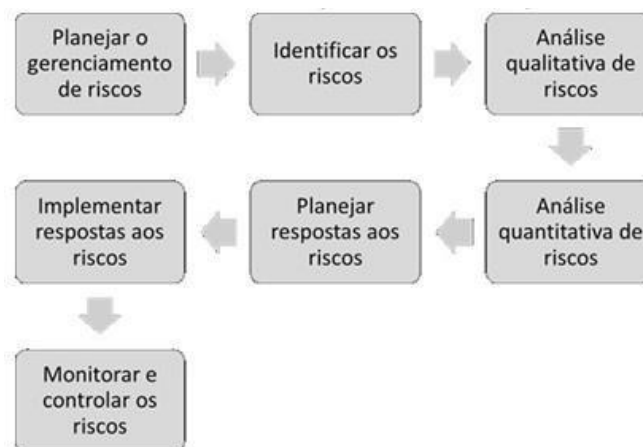 Planejar o
gerenciamento
de riscos
Identificar os
riscos
Análise
qualitativa de
riscos
Análise
quantitativa de
riscos
Planejar
respostas aos
riscos
Implementar
respostas aos
riscos
Monitorar e
controlar os
riscos